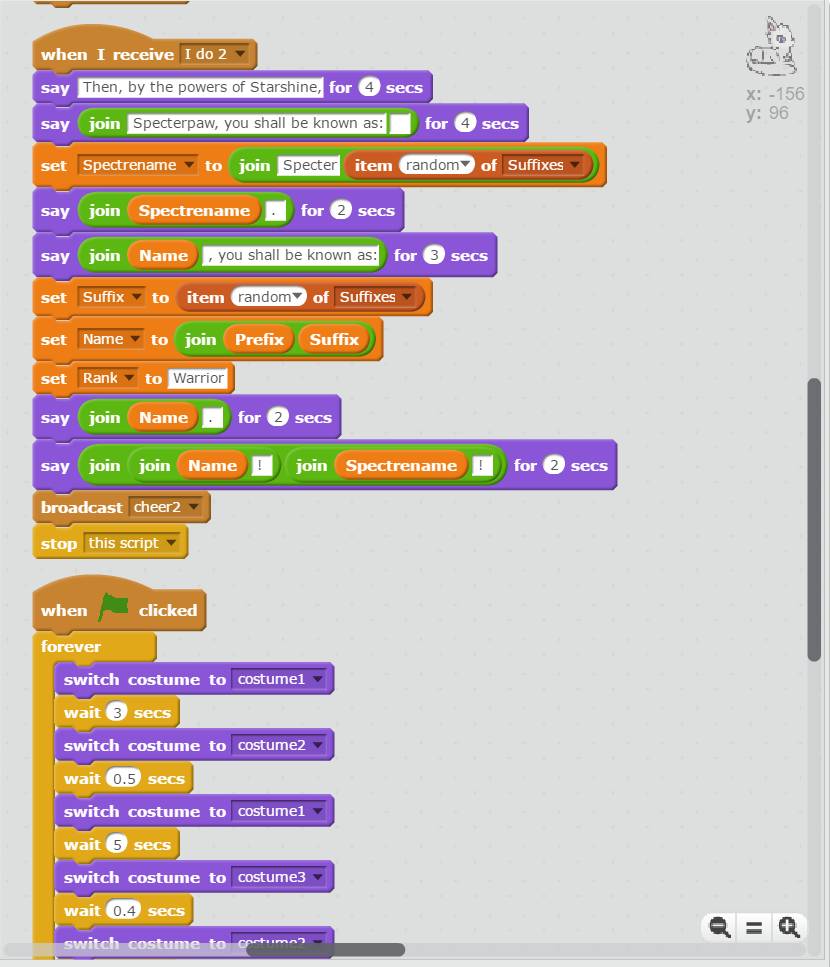 when I receive I do 2
say Then, by the powers of Starshine, for 4 secs
x: -156
y: 96
say join Specterpaw, you shall be known as: for 4 secs
set Spectrename to join Specter item random of Suffixes
say join Spectrename . for 2 secs
say join Name , you shall be known as: for 3 secs
set Suffix to item random of Suffixes
set Name to join Prefix Suffix
set Rank to Warrior
say join Name . for 2 secs
say join join Name ! join Spectrename ! for 2 secs
broadcast cheer2
stop this script
when clicked
forever
switch costume to costume1
wait 3 secs
switch costume to costume2
wait 0.5 secs
switch costume to costume1
wait 5 secs
switch costume to costume3
wait 0.4 secs
switch costume to costume2